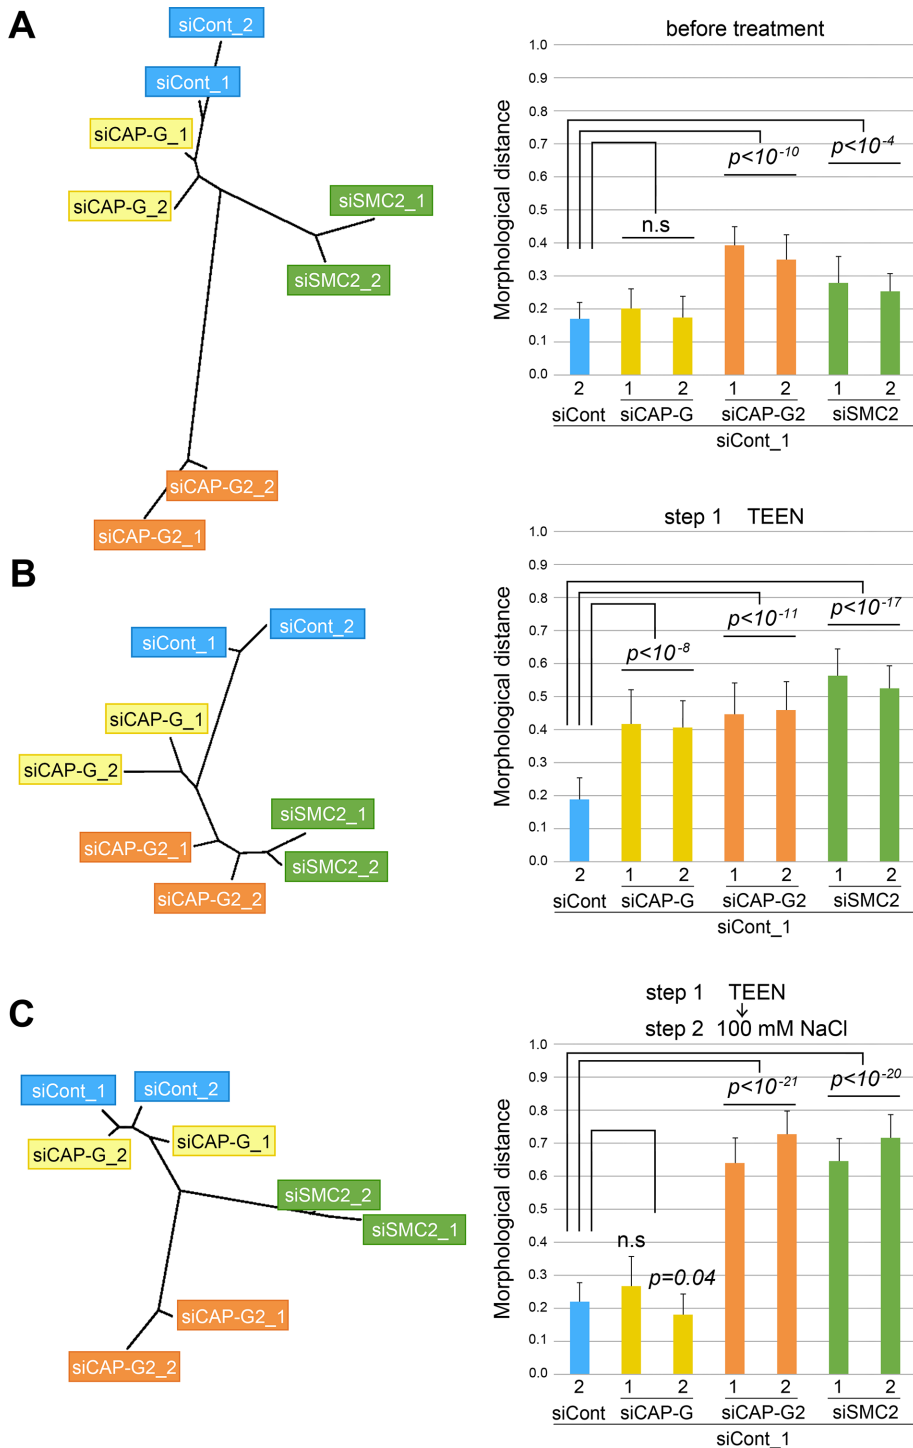 A
siCont_2
siCont_1
siCAP-G_1
siCAP-G_2
siSMC2_1
siSMC2_2
siCAP-G2_2
siCAP-G2_1
before treatment
Morphological distance
1.0
0.9
0.8
0.7
0.6
0.5
0.4
0.3
0.2
0.1
0.0
n.s
p<10-10
p<10-4
2 1 2 1 2 1 2
siCont siCAP-G siCAP-G2 siSMC2
siCont_1
B
siCont_1
siCont_2
siCAP-G_1
siCAP-G_2
siCAP-G2_1
siCAP-G2_2
siSMC2_1
siSMC2_2
step 1 TEEN
Morphological distance
1.0
0.9
0.8
0.7
0.6
0.5
0.4
0.3
0.2
0.1
0.0
p<10-8
p<10-11
p<10-17
2 1 2 1 2 1 2
siCont siCAP-G siCAP-G2 siSMC2
siCont_1
C
siCont_1
siCont_2
siCAP-G_2
siCAP-G_1
siSMC2_2
siSMC2_1
siCAP-G2_1
siCAP-G2_2
step 1 TEEN
step 2 100 mM NaCl
Morphological distance
1.0
0.9
0.8
0.7
0.6
0.5
0.4
0.3
0.2
0.1
0.0
n.s
p=0.04
p<10-21
p<10-20
2 1 2 1 2 1 2
siCont siCAP-G siCAP-G2 siSMC2
siCont_1